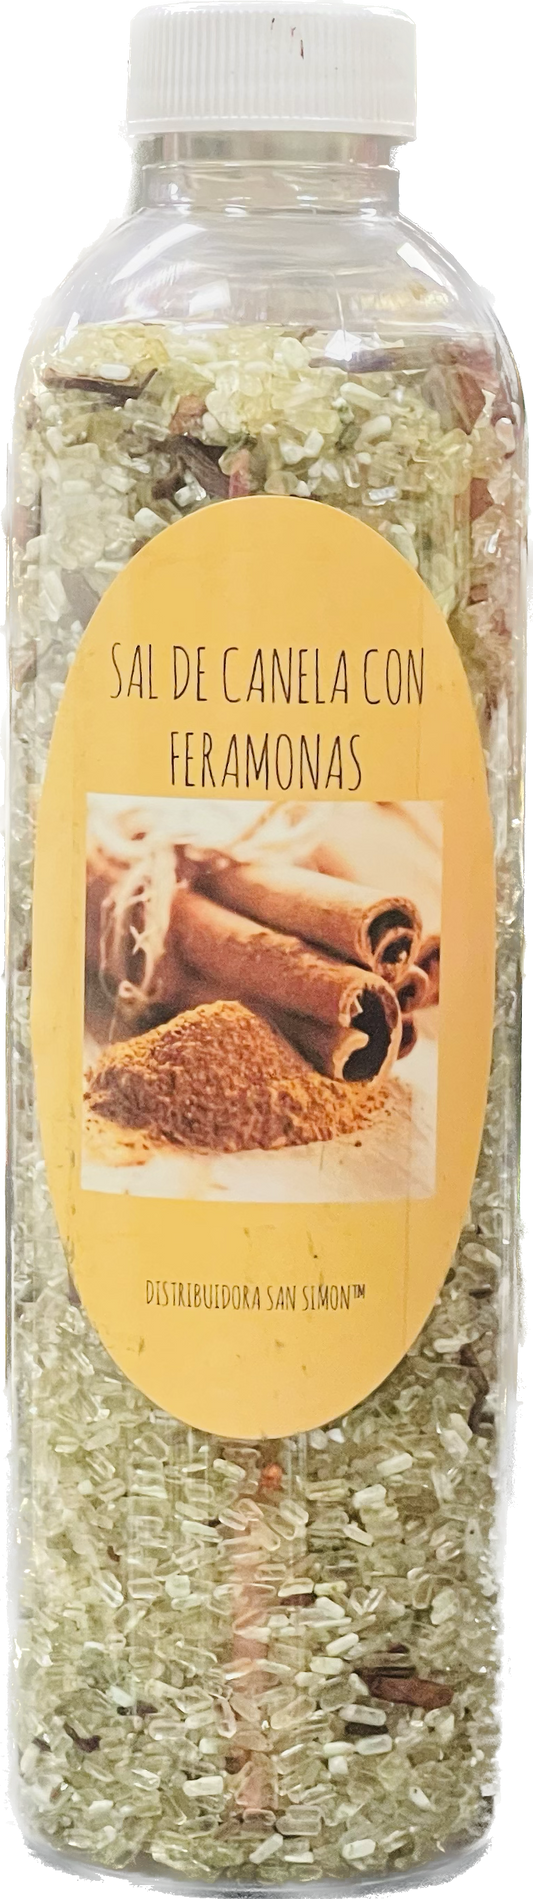 SAL DE CANELA CON
FERAMONAS
DISTRIBUIDORA SAN SIMON™